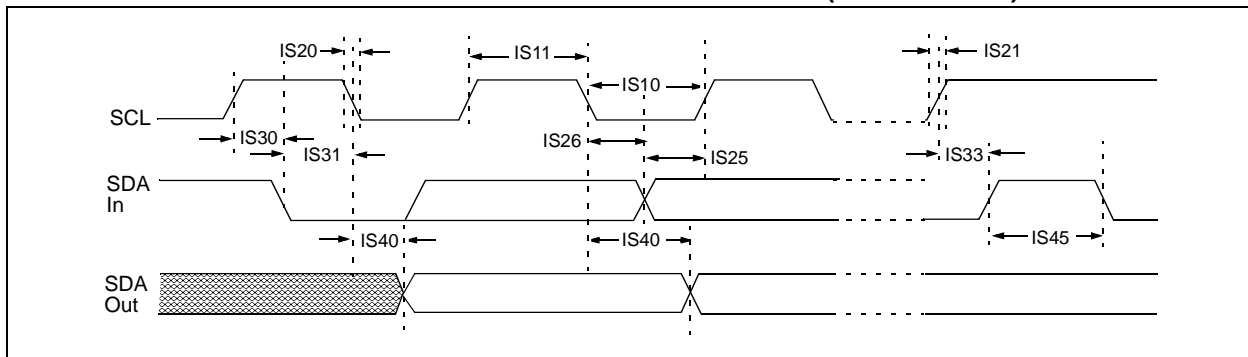 IS20
IS11
IS21
IS10
SCL
IS30
IS26
IS31
IS25
IS33
SDA
In
IS40
IS40
IS45
SDA
Out